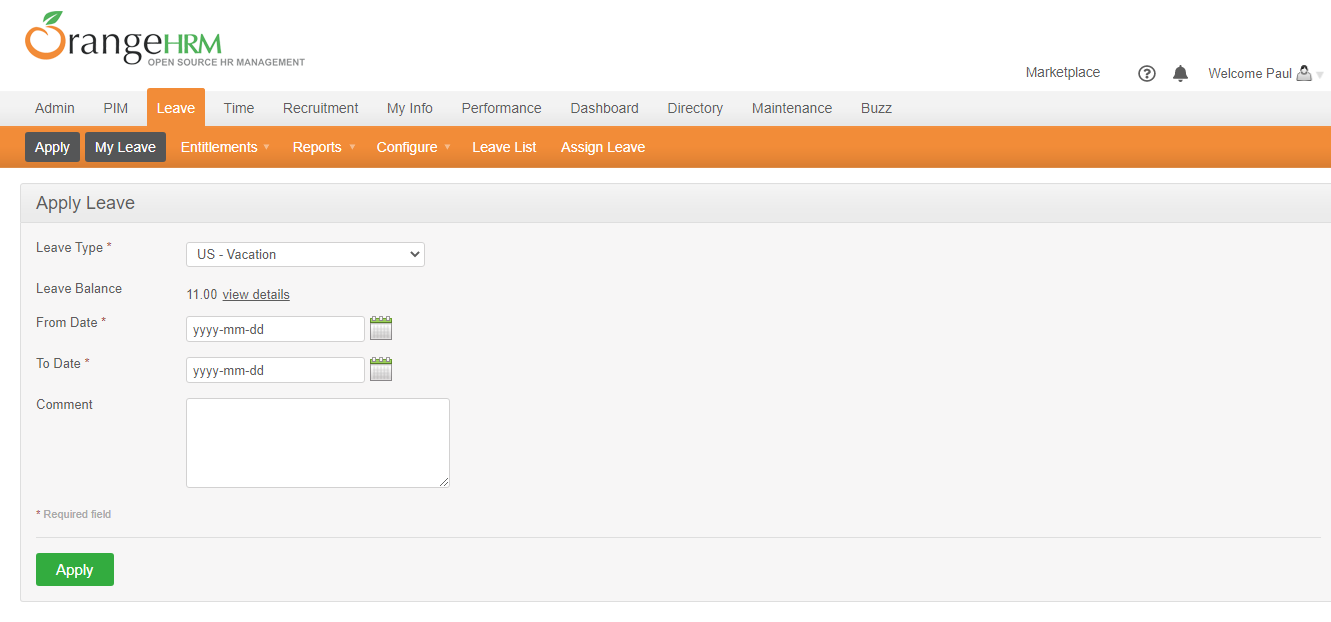 OrangeHRM
OPEN SOURCE HR MANAGEMENT
Marketplace ? Welcome Paul
Admin PIM Leave Time Recruitment My Info Performance Dashboard Directory Maintenance Buzz
Apply My Leave Entitlements Reports Configure Leave List Assign Leave
Apply Leave
Leave Type * US - Vacation
Leave Balance 11.00 view details
From Date * yyyy-mm-dd
To Date * yyyy-mm-dd
Comment
* Required field
Apply